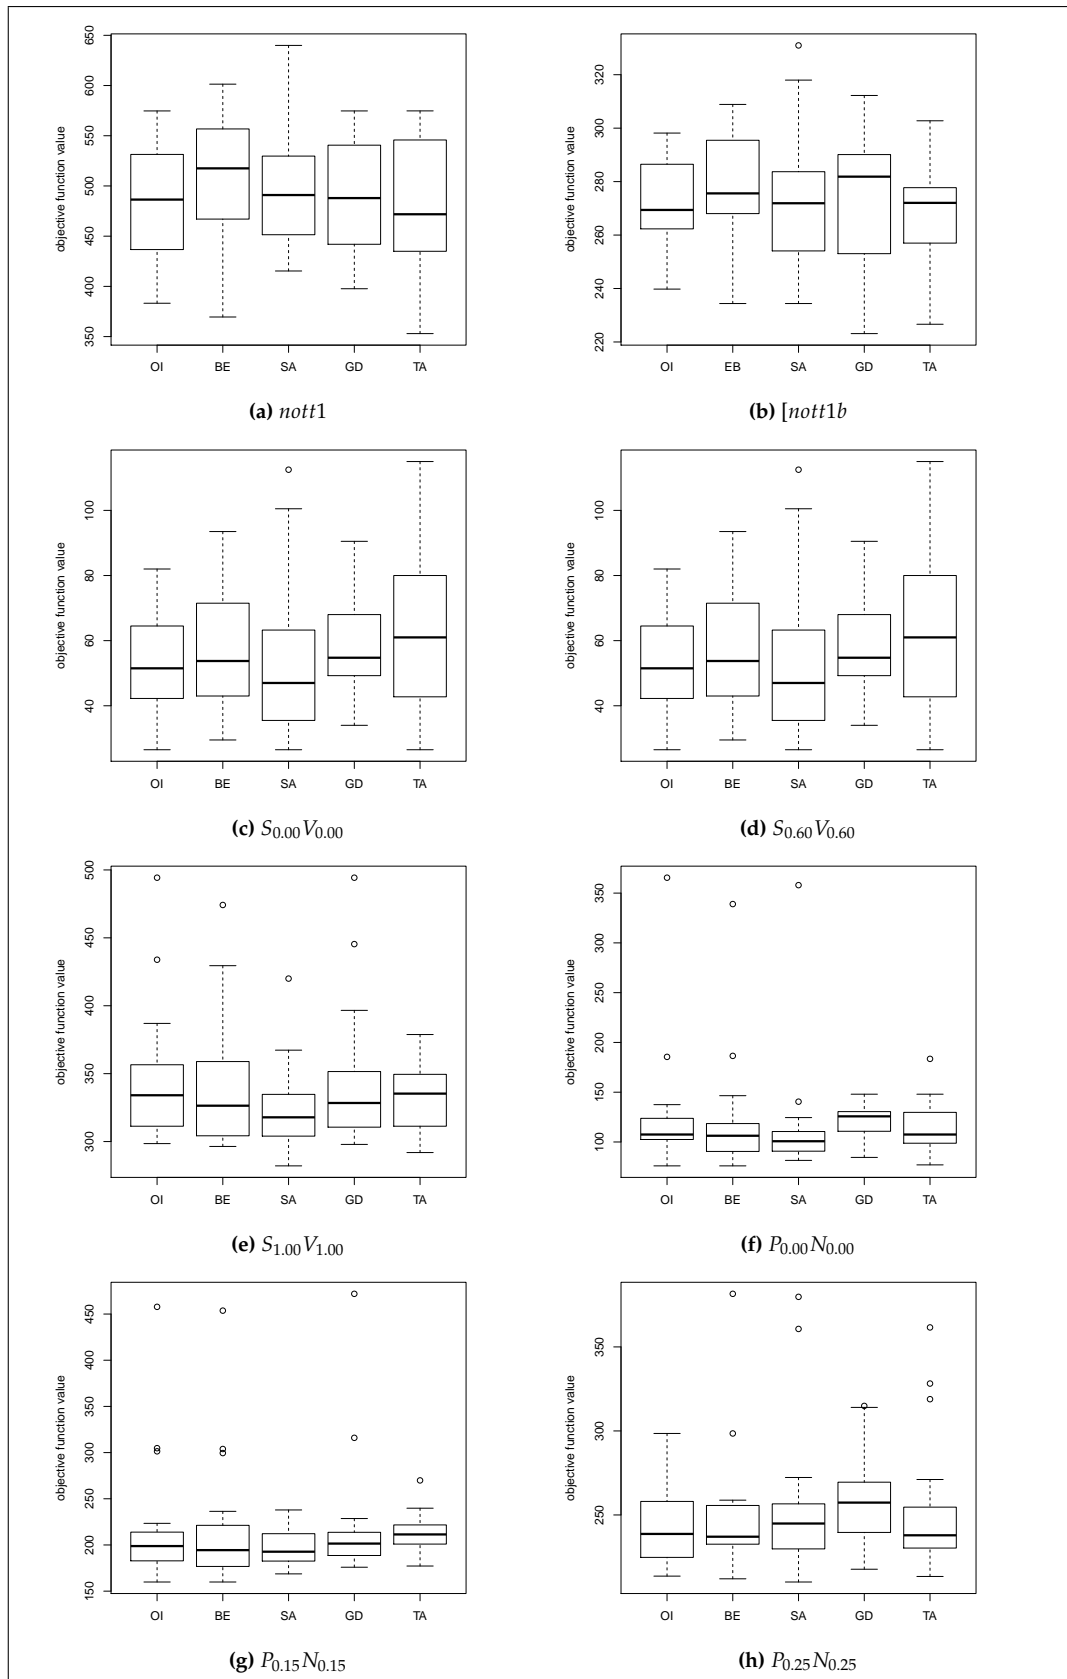 objective function value
350 400 450 500 550 600 650
OI BE SA GD TA
(a) nott1
objective function value
220 240 260 280 300 320
OI EB SA GD TA
(b) [nott1b
objective function value
40 60 80 100
OI BE SA GD TA
(c) S0.00V0.00
objective function value
40 60 80 100
OI BE SA GD TA
(d) S0.60V0.60
objective function value
300 350 400 450 500
OI BE SA GD TA
(e) S1.00V1.00
objective function value
100 150 200 250 300 350
OI BE SA GD TA
(f) P0.00N0.00
objective function value
150 200 250 300 350 400 450
OI BE SA GD TA
(g) P0.15N0.15
objective function value
250 300 350
OI BE SA GD TA
(h) P0.25N0.25